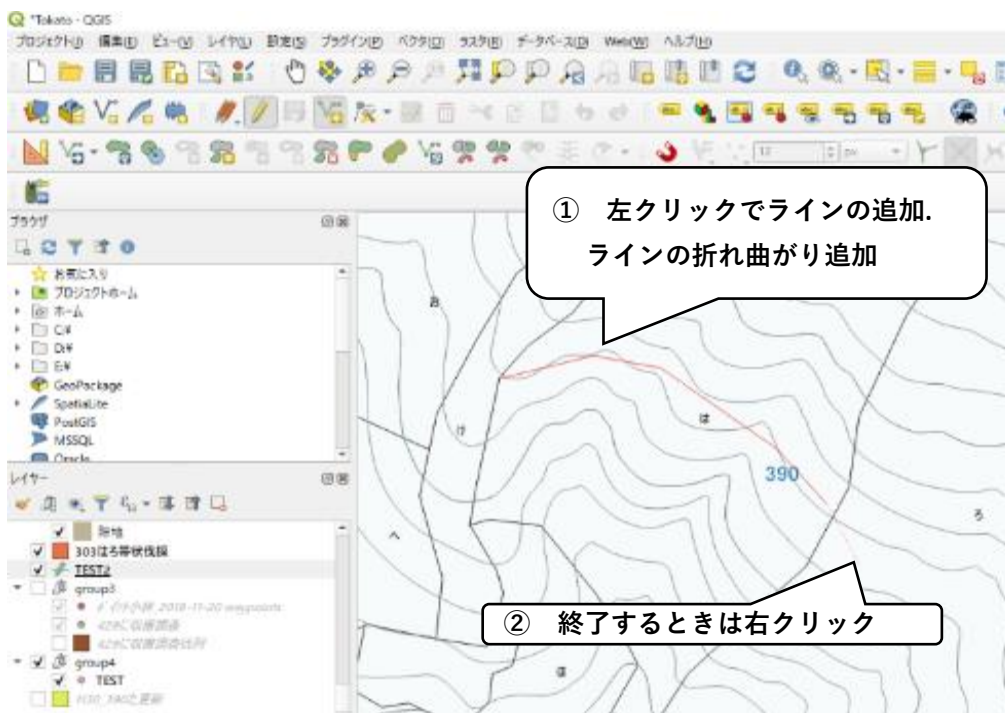 *Tokato - QGIS
プロジェクト(J) 編集(E) ビュー(V) レイヤ(L) 設定(S) プラグイン(P) ベクタ(O) ラスタ(R) データベース(D) Web(W) ヘルプ(H)
12 px
① 左クリックでラインの追加.
ラインの折れ曲がり追加
ブラウザ
お気に入り
プロジェクトホーム
ホーム
C:¥
D:¥
E:¥
GeoPackage
SpatiaLite
PostGIS
MSSQL
Oracle
お
け
は
390
ろ
へ
ほ
レイヤー
除地
303はろ帯状伐採
TEST2
group3
group4
TEST
② 終了するときは右クリック